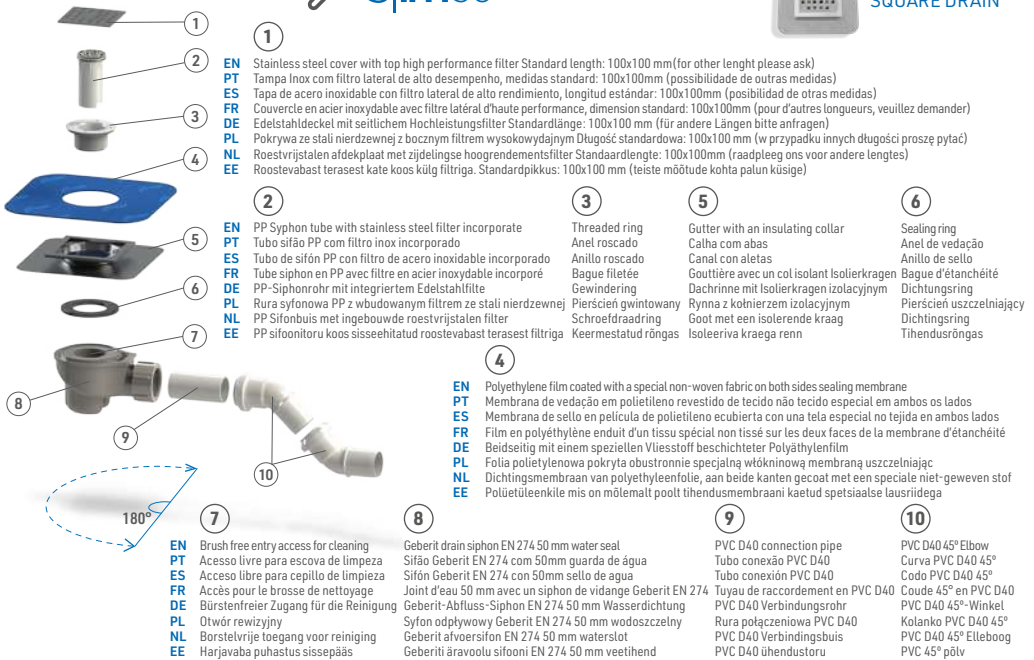 SQUARE DRAIN
1
2
3
4
5
6
7
8
9
10
180º
1
EN Stainless steel cover with top high performance filter Standard length: 100x100 mm(for other lenght please ask)
PT Tampa Inox com filtro lateral de alto desempenho, medidas standard: 100x100mm (possibilidade de outras medidas)
ES Tapa de acero inoxidable con filtro lateral de alto rendimiento, longitud estándar: 100x100mm (posibilidad de otras medidas)
FR Couvercle en acier inoxydable avec filtre latéral d'haute performance, dimension standard: 100x100mm (pour d'autres longueurs, veuillez demander)
DE Edelstahldeckel mit seitlichem Hochleistungsfilter Standardlänge: 100x100 mm (für andere Längen bitte anfragen)
PL Pokrywa ze stali nierdzewnej z bocznym filtrem wysokowydajnym Długość standardowa: 100x100 mm (w przypadku innych długości proszę pytać)
NL Roestvrijstalen afdekplaat met zijdelingse hoogrendementsfilter Standaardlengte: 100x100mm (raadpleeg ons voor andere lengtes)
EE Roostevabast terasest kate koos külg filtriga. Standardpikkus: 100x100 mm (teiste mõõtude kohta palun küsige)
2
EN PP Syphon tube with stainless steel filter incorporate
PT Tubo sifão PP com filtro inox incorporado
ES Tubo de sifón PP con filtro de acero inoxidable incorporado
FR Tube siphon en PP avec filtre en acier inoxydable incorporé
DE PP-Siphonrohr mit integriertem Edelstahlfilte
PL Rura syfonowa PP z wbudowanym filtrem ze stali nierdzewnej
NL PP Sifonbuis met ingebouwde roestvrijstalen filter
EE PP sifoonitoru koos sisseehitatud roostevabast terasest filtriga
3
Threaded ring
Anel roscado
Anillo roscado
Bague filetée
Gewindering
Pierścień gwintowany
Schroefdraadring
Keermestatud rõngas
5
Gutter with an insulating collar
Calha com abas
Canal con aletas
Gouttière avec un col isolant Isolierkragen
Dachrinne mit Isolierkragen izolacyjnym
Rynna z kołnierzem izolacyjnym
Goot met een isolerende kraag
Isoleeriva kraega renn
6
Sealing ring
Anel de vedação
Anillo de sello
Bague d'étanchéité
Dichtungsring
Pierścień uszczelniający
Dichtingsring
Tihendusrõngas
4
EN Polyethylene film coated with a special non-woven fabric on both sides sealing membrane
PT Membrana de vedação em polietileno revestido de tecido não tecido especial em ambos os lados
ES Membrana de sello en película de polietileno ecubierta con una tela especial no tejida en ambos lados
FR Film en polyéthylène enduit d'un tissu spécial non tissé sur les deux faces de la membrane d'étanchéité
DE Beidseitig mit einem speziellen Vliesstoff beschichteter Polyäthylenfilm
PL Folia polietylenowa pokryta obustronnie specjalną włókninową membraną uszczelniając
NL Dichtingsmembraan van polyethyleenfolie, aan beide kanten gecoat met een speciale niet-geweven stof
EE Polüetüleenkile mis on mõlemalt poolt tihendusmembraani kaetud spetsiaalse lausriidega
7
EN Brush free entry access for cleaning
PT Acesso livre para escova de limpeza
ES Acceso libre para cepillo de limpieza
FR Accès pour le brosse de nettoyage
DE Bürstenfreier Zugang für die Reinigung
PL Otwór rewizyjny
NL Borstelvrije toegang voor reiniging
EE Harjavaba puhastus sissepääs
8
Geberit drain siphon EN 274 50 mm water seal
Sifão Geberit EN 274 com 50mm guarda de água
Sifón Geberit EN 274 con 50mm sello de agua
Joint d'eau 50 mm avec un siphon de vidange Geberit EN 274
Geberit-Abfluss-Siphon EN 274 50 mm Wasserdichtung
Syfon odpływowy Geberit EN 274 50 mm wodoszczelny
Geberit afvoersifon EN 274 50 mm waterslot
Geberiti äravoolu sifooni EN 274 50 mm veetihend
9
PVC D40 connection pipe
Tubo conexão PVC D40
Tubo conexión PVC D40
Tuyau de raccordement en PVC D40
PVC D40 Verbindungsrohr
Rura połączeniowa PVC D40
PVC D40 Verbindingsbuis
PVC D40 ühendustoru
10
PVC D40 45º Elbow
Curva PVC D40 45º
Codo PVC D40 45º
Coude 45º en PVC D40
PVC D40 45º-Winkel
Kolanko PVC D40 45º
PVC D40 45º Elleboog
PVC 45º põlv